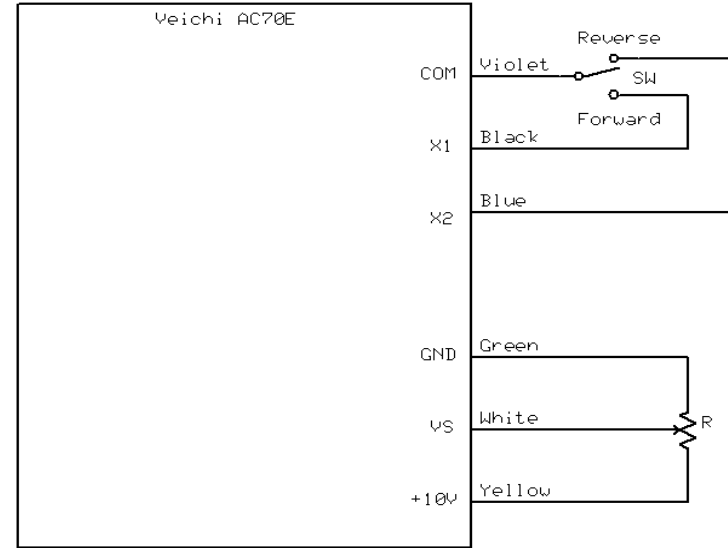 Veichi AC70E
Reverse
COM Violet SW
Forward
X1 Black
X2 Blue
GND Green
VS White R
+10V Yellow